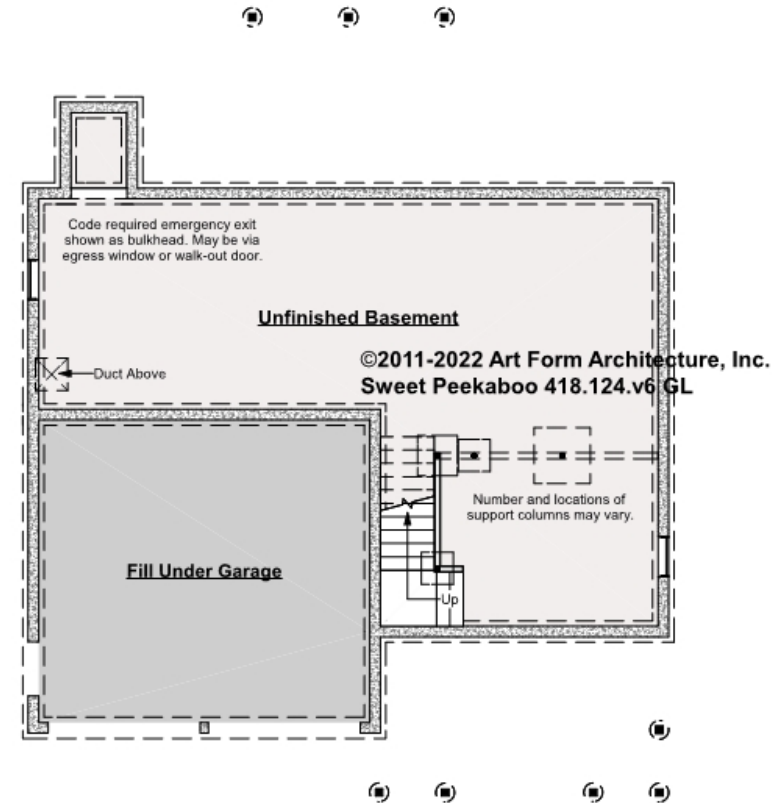 Code required emergency exit
shown as bulkhead. May be via
egress window or walk-out door.
Unfinished Basement
©2011-2022 Art Form Architecture, Inc.
Sweet Peekaboo 418.124.v6 GL
Duct Above
Number and locations of
support columns may vary.
Fill Under Garage
Up